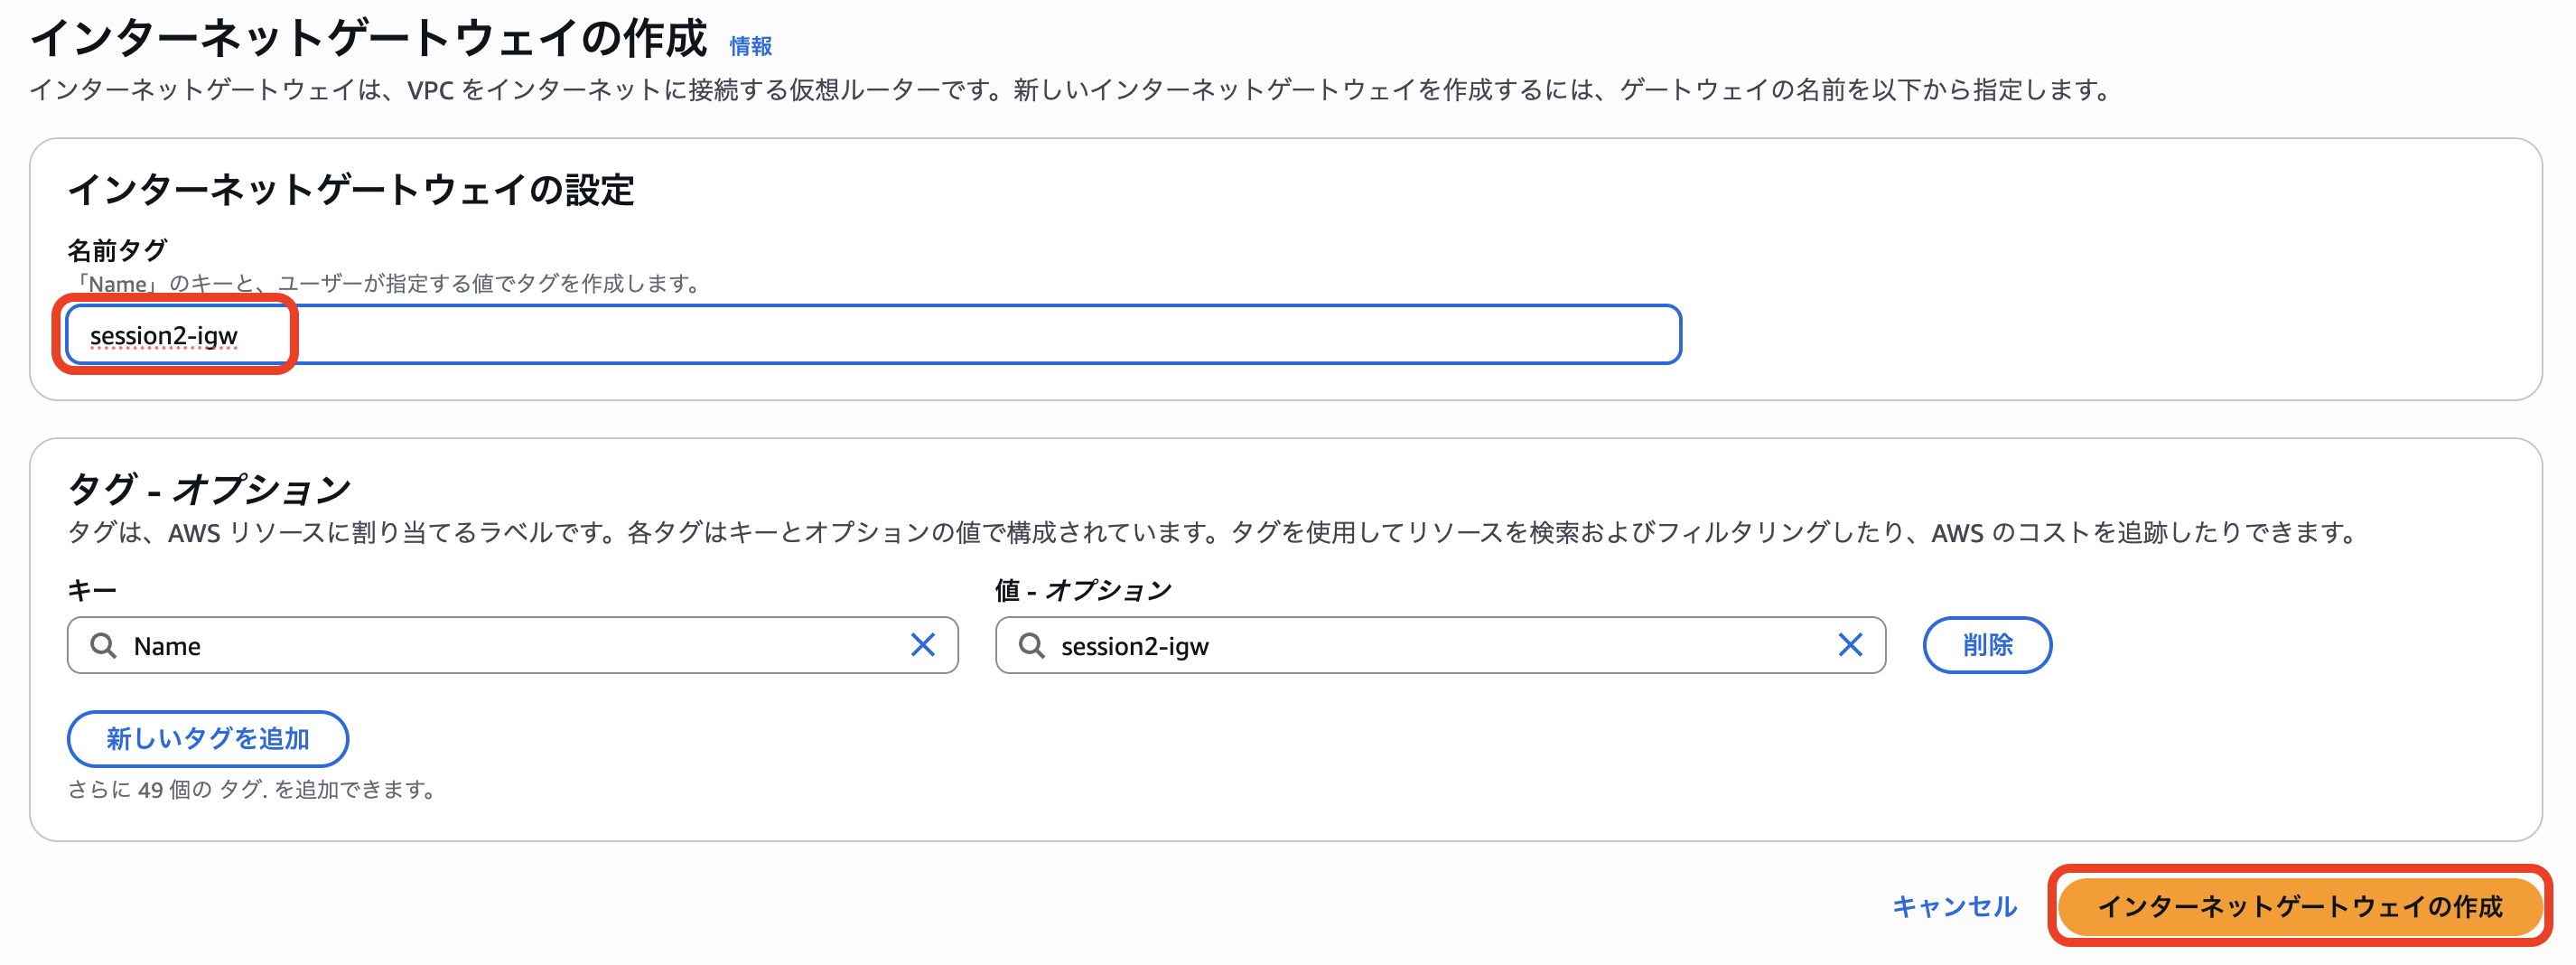 インターネットゲートウェイの作成 情報
インターネットゲートウェイは、VPC をインターネットに接続する仮想ルーターです。新しいインターネットゲートウェイを作成するには、ゲートウェイの名前を以下から指定します。
インターネットゲートウェイの設定
名前タグ
「Name」のキーと、ユーザーが指定する値でタグを作成します。
session2-igw
タグ - オプション
タグは、AWS リソースに割り当てるラベルです。各タグはキーとオプションの値で構成されています。タグを使用してリソースを検索およびフィルタリングしたり、AWS のコストを追跡したりできます。
キー 値 - オプション
Name session2-igw 削除
新しいタグを追加
さらに 49 個の タグ. を追加できます。
キャンセル インターネットゲートウェイの作成